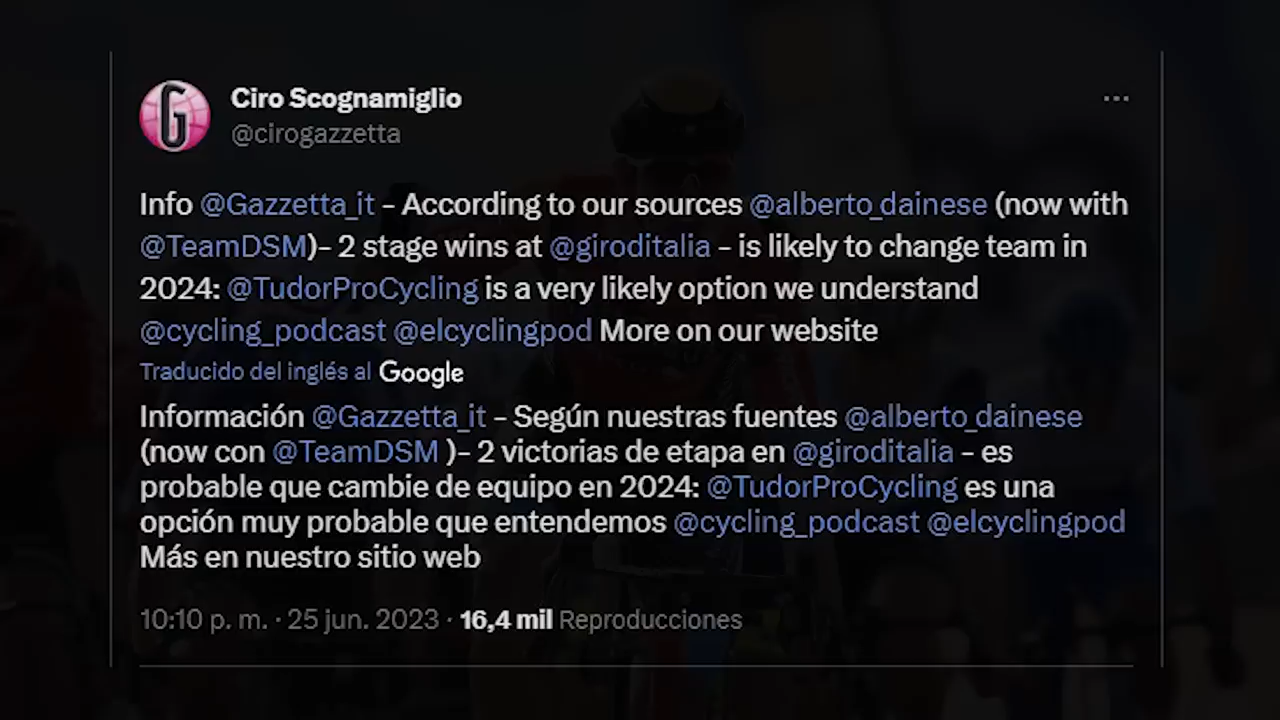 Ciro Scognamiglio
@cirogazzetta
Info @Gazzetta_it - According to our sources @alberto_dainese (now with
@TeamDSM)- 2 stage wins at @giroditalia - is likely to change team in
2024: @TudorProCycling is a very likely option we understand
@cycling_podcast @elcyclingpod More on our website
Traducido del inglés al Google
Información @Gazzetta_it - Según nuestras fuentes @alberto_dainese
(now con @TeamDSM )- 2 victorias de etapa en @giroditalia - es
probable que cambie de equipo en 2024: @TudorProCycling es una
opción muy probable que entendemos @cycling_podcast @elcyclingpod
Más en nuestro sitio web
10:10 p. m. · 25 jun. 2023 · 16,4 mil Reproducciones